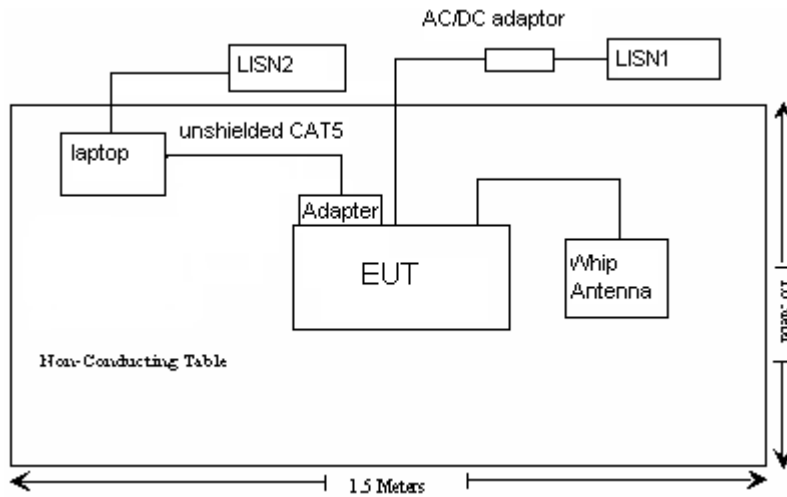 AC/DC adaptor
LISN2
LISN1
unshielded CAT5
laptop
Adapter
EUT
Whip
Antenna
Non-Conducting Table
1.5 Meters